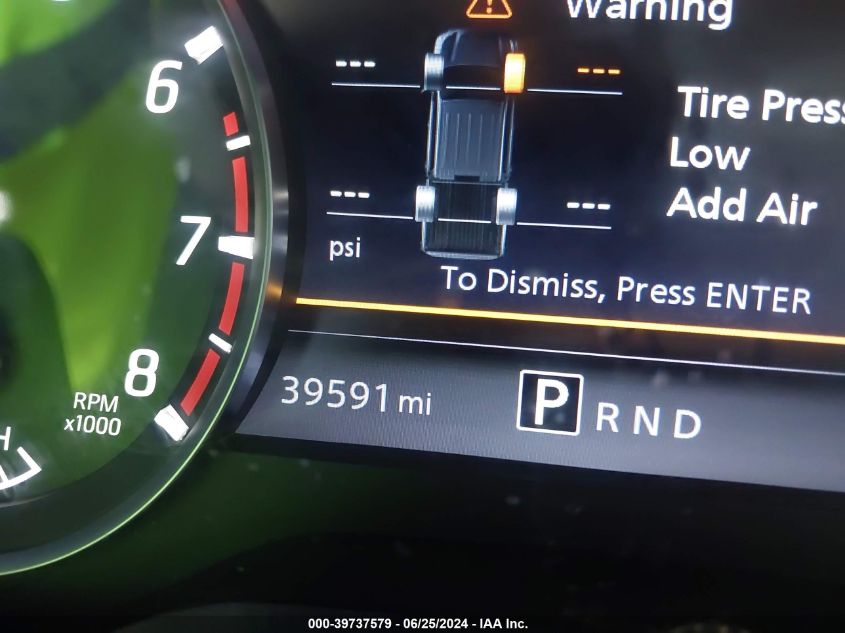 Warning
6
--- ---
Tire Press
Low
7
--- ---
Add Air
psi
To Dismiss, Press ENTER
8
39591 mi
P R N D
RPM
x1000
H
000-39737579 - 06/25/2024 - IAA Inc.